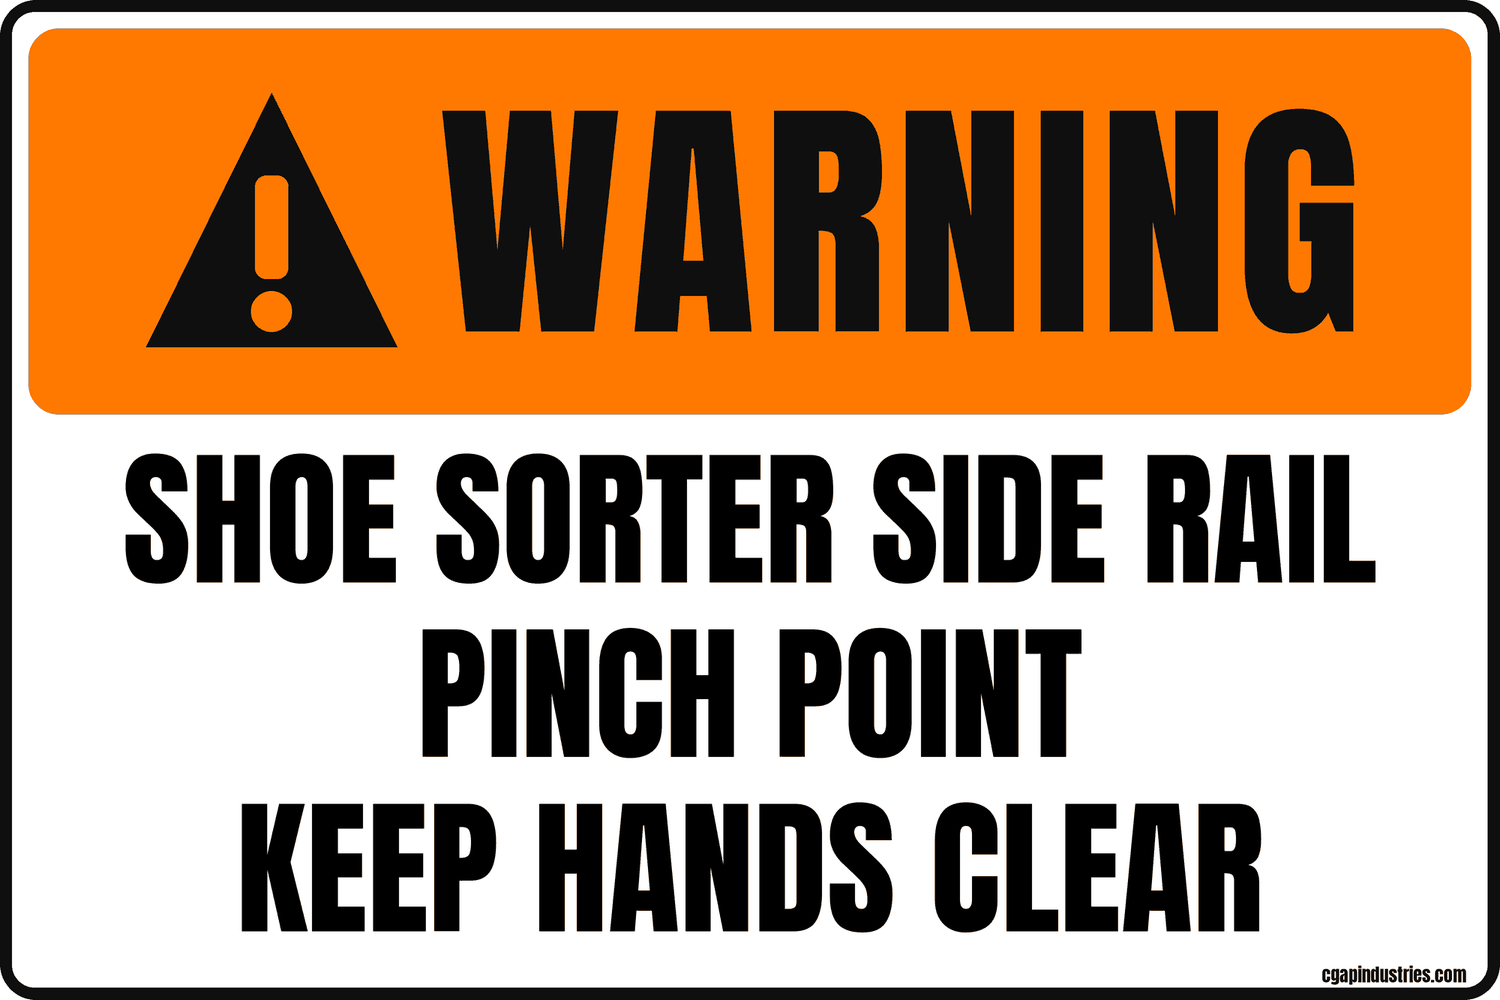 WARNING
SHOE SORTER SIDE RAIL
PINCH POINT
KEEP HANDS CLEAR
cgapindustries.com